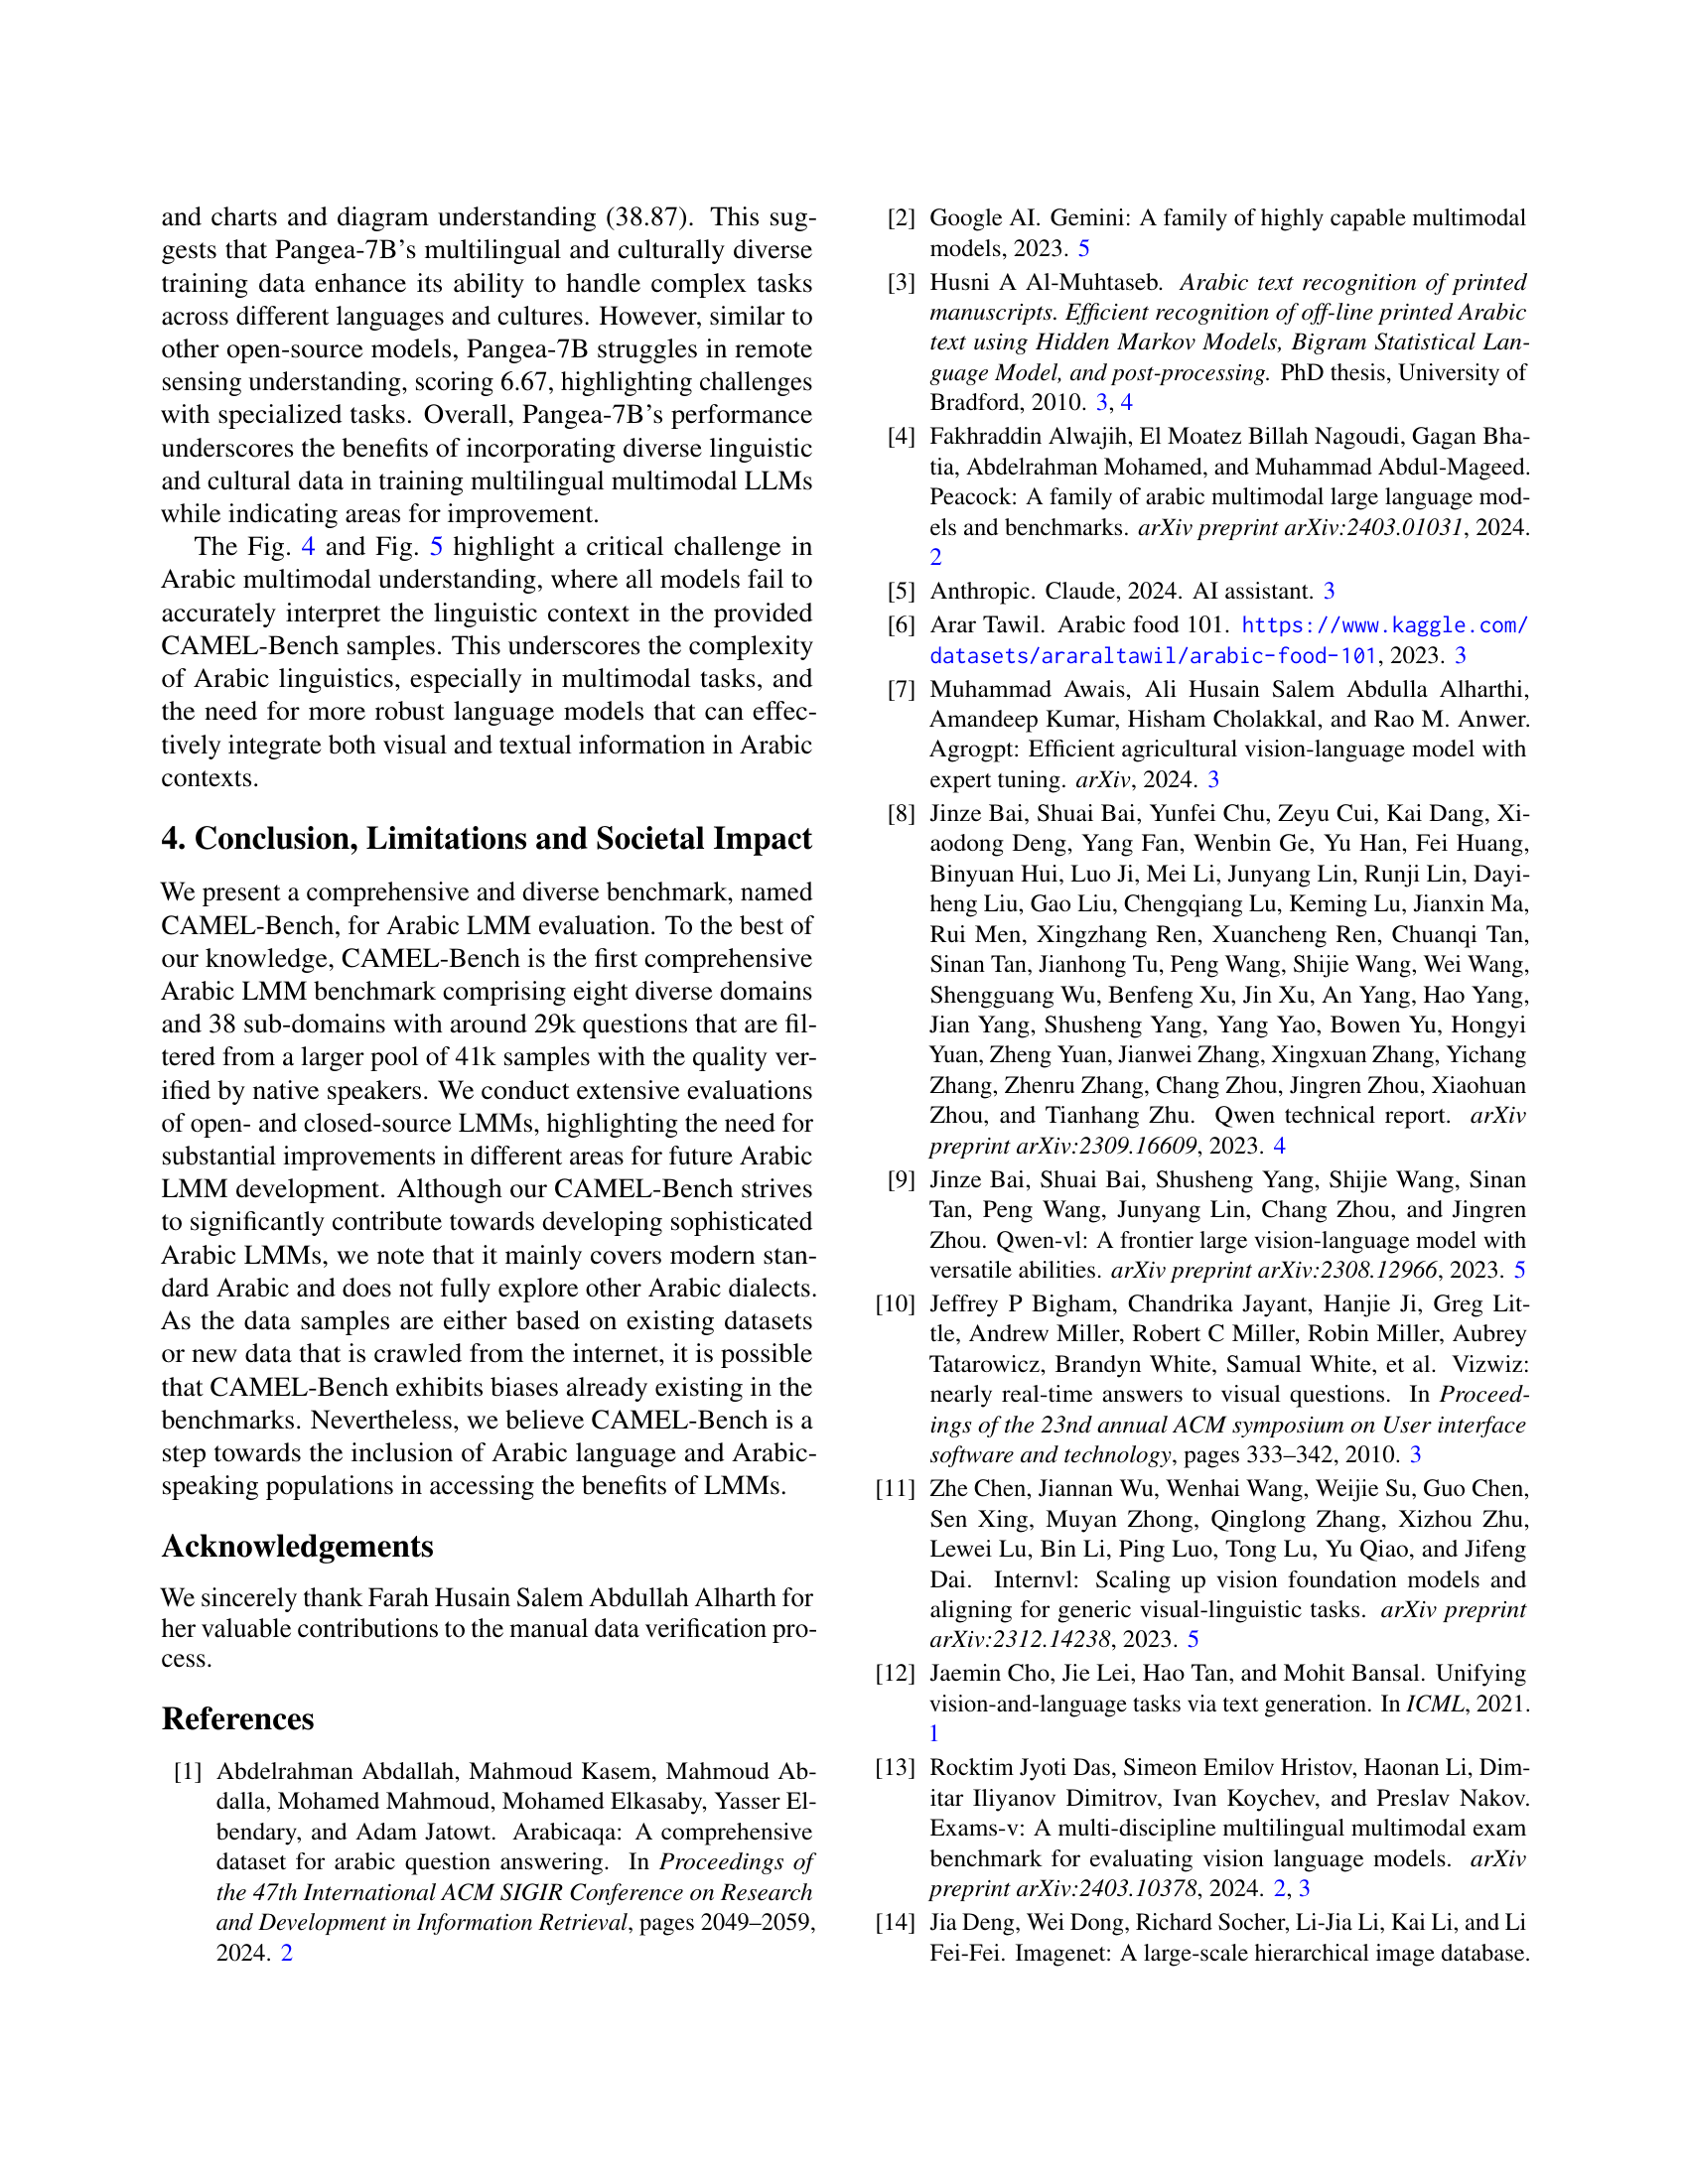 and charts and diagram understanding (38.87). This sug-
gests that Pangea-7B's multilingual and culturally diverse
training data enhance its ability to handle complex tasks
across different languages and cultures. However, similar to
other open-source models, Pangea-7B struggles in remote
sensing understanding, scoring 6.67, highlighting challenges
with specialized tasks. Overall, Pangea-7B's performance
underscores the benefits of incorporating diverse linguistic
and cultural data in training multilingual multimodal LLMs
while indicating areas for improvement.
The Fig. 4 and Fig. 5 highlight a critical challenge in
Arabic multimodal understanding, where all models fail to
accurately interpret the linguistic context in the provided
CAMEL-Bench samples. This underscores the complexity
of Arabic linguistics, especially in multimodal tasks, and
the need for more robust language models that can effec-
tively integrate both visual and textual information in Arabic
contexts.
4. Conclusion, Limitations and Societal Impact
We present a comprehensive and diverse benchmark, named
CAMEL-Bench, for Arabic LMM evaluation. To the best of
our knowledge, CAMEL-Bench is the first comprehensive
Arabic LMM benchmark comprising eight diverse domains
and 38 sub-domains with around 29k questions that are fil-
tered from a larger pool of 41k samples with the quality ver-
ified by native speakers. We conduct extensive evaluations
of open- and closed-source LMMs, highlighting the need for
substantial improvements in different areas for future Arabic
LMM development. Although our CAMEL-Bench strives
to significantly contribute towards developing sophisticated
Arabic LMMs, we note that it mainly covers modern stan-
dard Arabic and does not fully explore other Arabic dialects.
As the data samples are either based on existing datasets
or new data that is crawled from the internet, it is possible
that CAMEL-Bench exhibits biases already existing in the
benchmarks. Nevertheless, we believe CAMEL-Bench is a
step towards the inclusion of Arabic language and Arabic-
speaking populations in accessing the benefits of LMMs.
Acknowledgements
We sincerely thank Farah Husain Salem Abdullah Alharth for
her valuable contributions to the manual data verification pro-
cess.
References
[1] Abdelrahman Abdallah, Mahmoud Kasem, Mahmoud Ab-
dalla, Mohamed Mahmoud, Mohamed Elkasaby, Yasser El-
bendary, and Adam Jatowt. Arabicaqa: A comprehensive
dataset for arabic question answering. In Proceedings of
the 47th International ACM SIGIR Conference on Research
and Development in Information Retrieval, pages 2049–2059,
2024. 2
[2] Google AI. Gemini: A family of highly capable multimodal
models, 2023. 5
[3] Husni A Al-Muhtaseb. Arabic text recognition of printed
manuscripts. Efficient recognition of off-line printed Arabic
text using Hidden Markov Models, Bigram Statistical Lan-
guage Model, and post-processing. PhD thesis, University of
Bradford, 2010. 3, 4
[4] Fakhraddin Alwajih, El Moatez Billah Nagoudi, Gagan Bha-
tia, Abdelrahman Mohamed, and Muhammad Abdul-Mageed.
Peacock: A family of arabic multimodal large language mod-
els and benchmarks. arXiv preprint arXiv:2403.01031, 2024.
2
[5] Anthropic. Claude, 2024. AI assistant. 3
[6] Arar Tawil. Arabic food 101. https://www.kaggle.com/
datasets/araraltawil/arabic-food-101, 2023. 3
[7] Muhammad Awais, Ali Husain Salem Abdulla Alharthi,
Amandeep Kumar, Hisham Cholakkal, and Rao M. Anwer.
Agrogpt: Efficient agricultural vision-language model with
expert tuning. arXiv, 2024. 3
[8] Jinze Bai, Shuai Bai, Yunfei Chu, Zeyu Cui, Kai Dang, Xi-
aodong Deng, Yang Fan, Wenbin Ge, Yu Han, Fei Huang,
Binyuan Hui, Luo Ji, Mei Li, Junyang Lin, Runji Lin, Dayi-
heng Liu, Gao Liu, Chengqiang Lu, Keming Lu, Jianxin Ma,
Rui Men, Xingzhang Ren, Xuancheng Ren, Chuanqi Tan,
Sinan Tan, Jianhong Tu, Peng Wang, Shijie Wang, Wei Wang,
Shengguang Wu, Benfeng Xu, Jin Xu, An Yang, Hao Yang,
Jian Yang, Shusheng Yang, Yang Yao, Bowen Yu, Hongyi
Yuan, Zheng Yuan, Jianwei Zhang, Xingxuan Zhang, Yichang
Zhang, Zhenru Zhang, Chang Zhou, Jingren Zhou, Xiaohuan
Zhou, and Tianhang Zhu. Qwen technical report. arXiv
preprint arXiv:2309.16609, 2023. 4
[9] Jinze Bai, Shuai Bai, Shusheng Yang, Shijie Wang, Sinan
Tan, Peng Wang, Junyang Lin, Chang Zhou, and Jingren
Zhou. Qwen-vl: A frontier large vision-language model with
versatile abilities. arXiv preprint arXiv:2308.12966, 2023. 5
[10] Jeffrey P Bigham, Chandrika Jayant, Hanjie Ji, Greg Lit-
tle, Andrew Miller, Robert C Miller, Robin Miller, Aubrey
Tatarowicz, Brandyn White, Samual White, et al. Vizwiz:
nearly real-time answers to visual questions. In Proceed-
ings of the 23nd annual ACM symposium on User interface
software and technology, pages 333–342, 2010. 3
[11] Zhe Chen, Jiannan Wu, Wenhai Wang, Weijie Su, Guo Chen,
Sen Xing, Muyan Zhong, Qinglong Zhang, Xizhou Zhu,
Lewei Lu, Bin Li, Ping Luo, Tong Lu, Yu Qiao, and Jifeng
Dai. Internvl: Scaling up vision foundation models and
aligning for generic visual-linguistic tasks. arXiv preprint
arXiv:2312.14238, 2023. 5
[12] Jaemin Cho, Jie Lei, Hao Tan, and Mohit Bansal. Unifying
vision-and-language tasks via text generation. In ICML, 2021.
1
[13] Rocktim Jyoti Das, Simeon Emilov Hristov, Haonan Li, Dim-
itar Iliyanov Dimitrov, Ivan Koychev, and Preslav Nakov.
Exams-v: A multi-discipline multilingual multimodal exam
benchmark for evaluating vision language models. arXiv
preprint arXiv:2403.10378, 2024. 2, 3
[14] Jia Deng, Wei Dong, Richard Socher, Li-Jia Li, Kai Li, and Li
Fei-Fei. Imagenet: A large-scale hierarchical image database.